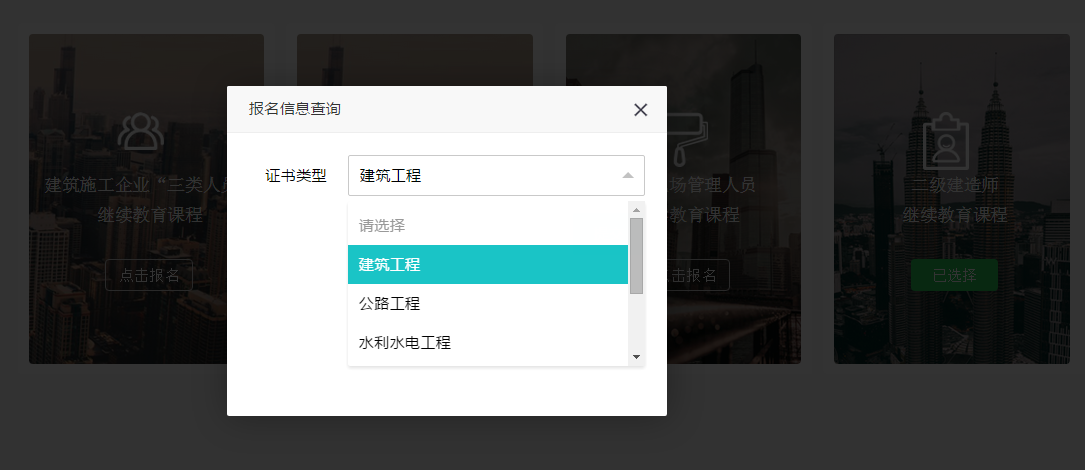 报名信息查询
证书类型
建筑工程
请选择
建筑工程
公路工程
水利水电工程
建筑施工企业“三类人员
继续教育课程
点击报名
场管理人员
教育课程
击报名
二级建造师
继续教育课程
已选择